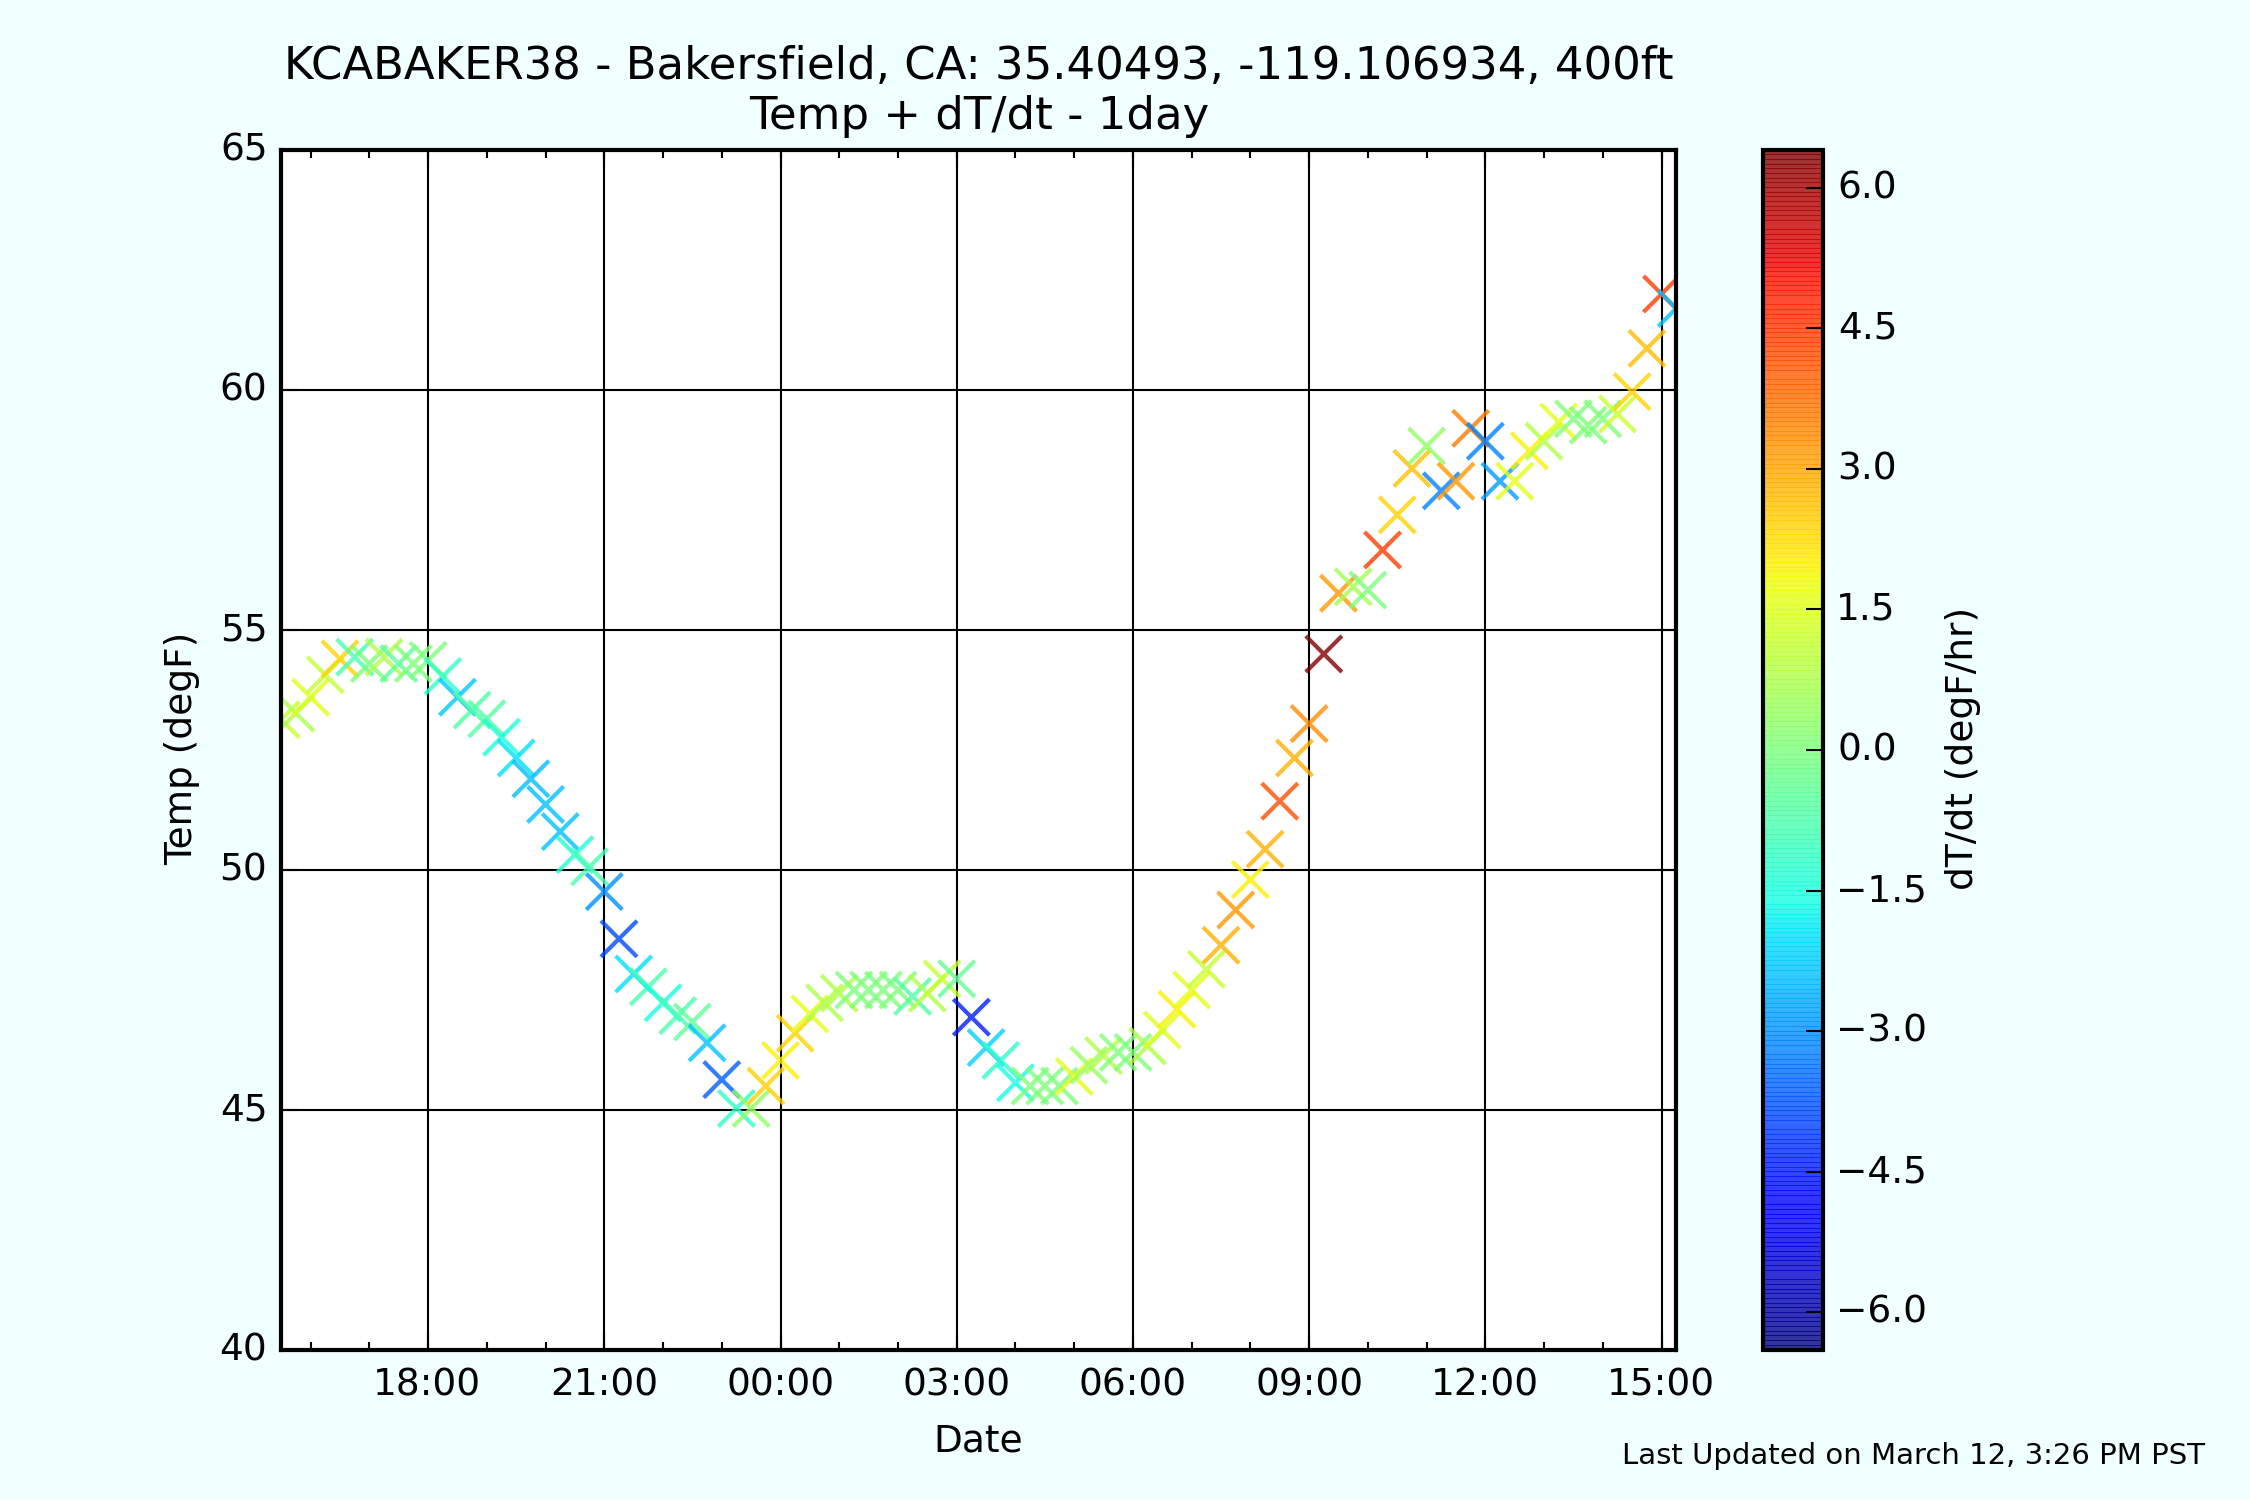 KCABAKER38 - Bakersfield, CA: 35.40493, -119.106934, 400ft
Temp + dT/dt - 1day
65
60
55
50
45
40
Temp (degF)
18:00 21:00 00:00 03:00 06:00 09:00 12:00 15:00
Date
6.0
4.5
3.0
1.5
0.0
−1.5
−3.0
−4.5
−6.0
dT/dt (degF/hr)
Last Updated on March 12, 3:26 PM PST